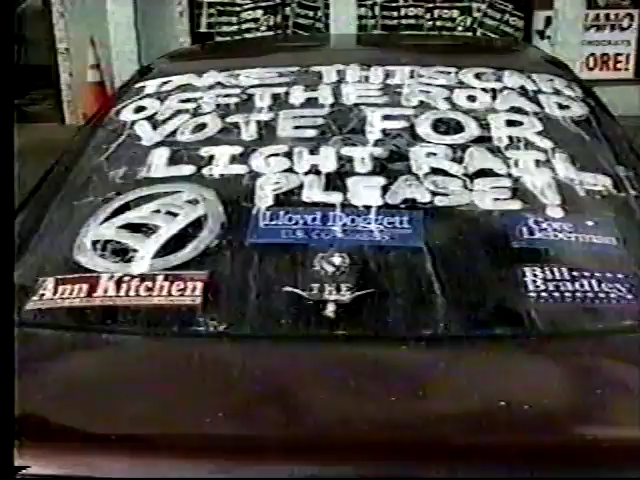 TAKE THIS CAR
OFF THE ROAD
VOTE FOR
LIGHT RAIL
PLEASE!
Lloyd Doggett
U.S. CONGRESS
Gore
Lieberman
Ann Kitchen
THE
Bill
Bradley
ORE!